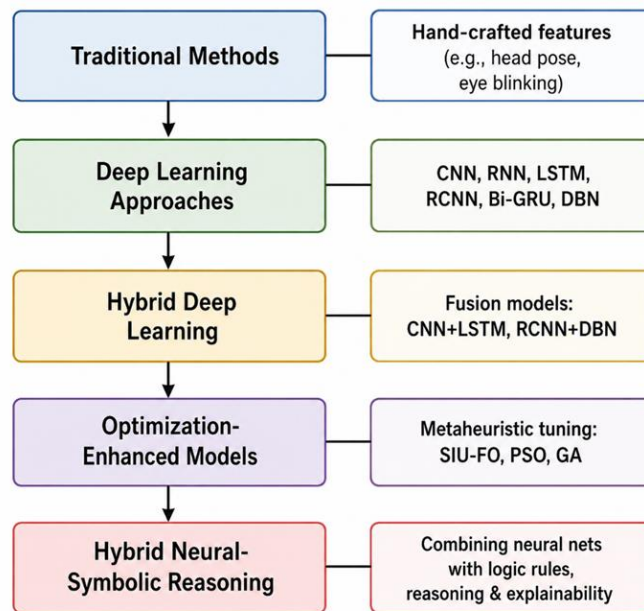 Traditional Methods
Hand-crafted features
(e.g., head pose,
eye blinking)
Deep Learning
Approaches
CNN, RNN, LSTM,
RCNN, Bi-GRU, DBN
Hybrid Deep
Learning
Fusion models:
CNN+LSTM, RCNN+DBN
Optimization-
Enhanced Models
Metaheuristic tuning:
SIU-FO, PSO, GA
Hybrid Neural-
Symbolic Reasoning
Combining neural nets
with logic rules,
reasoning & explainability